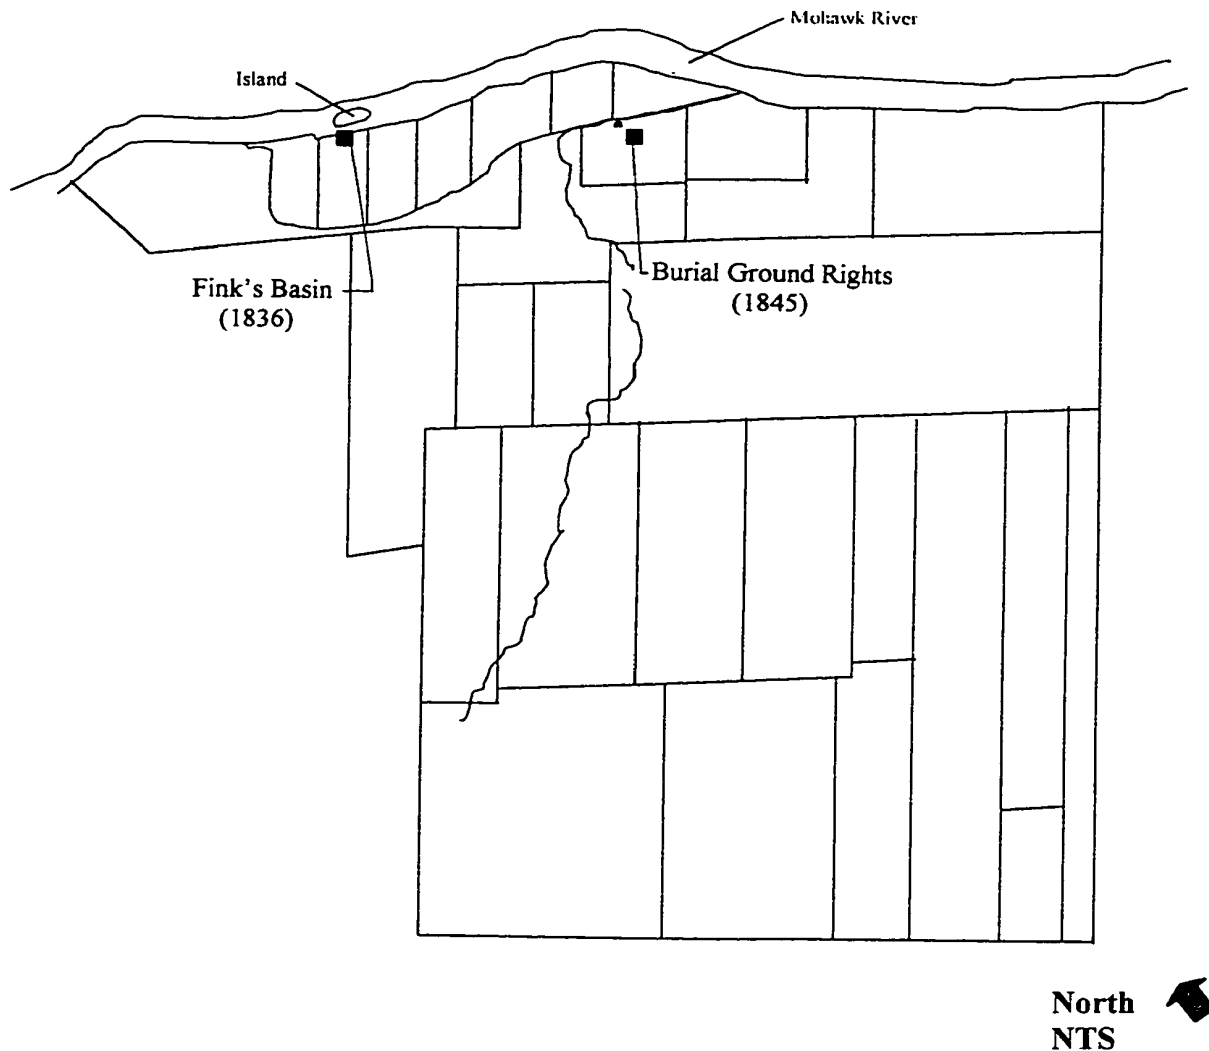 Mohawk River
Island
Fink's Basin
(1836)
Burial Ground Rights
(1845)
North
NTS